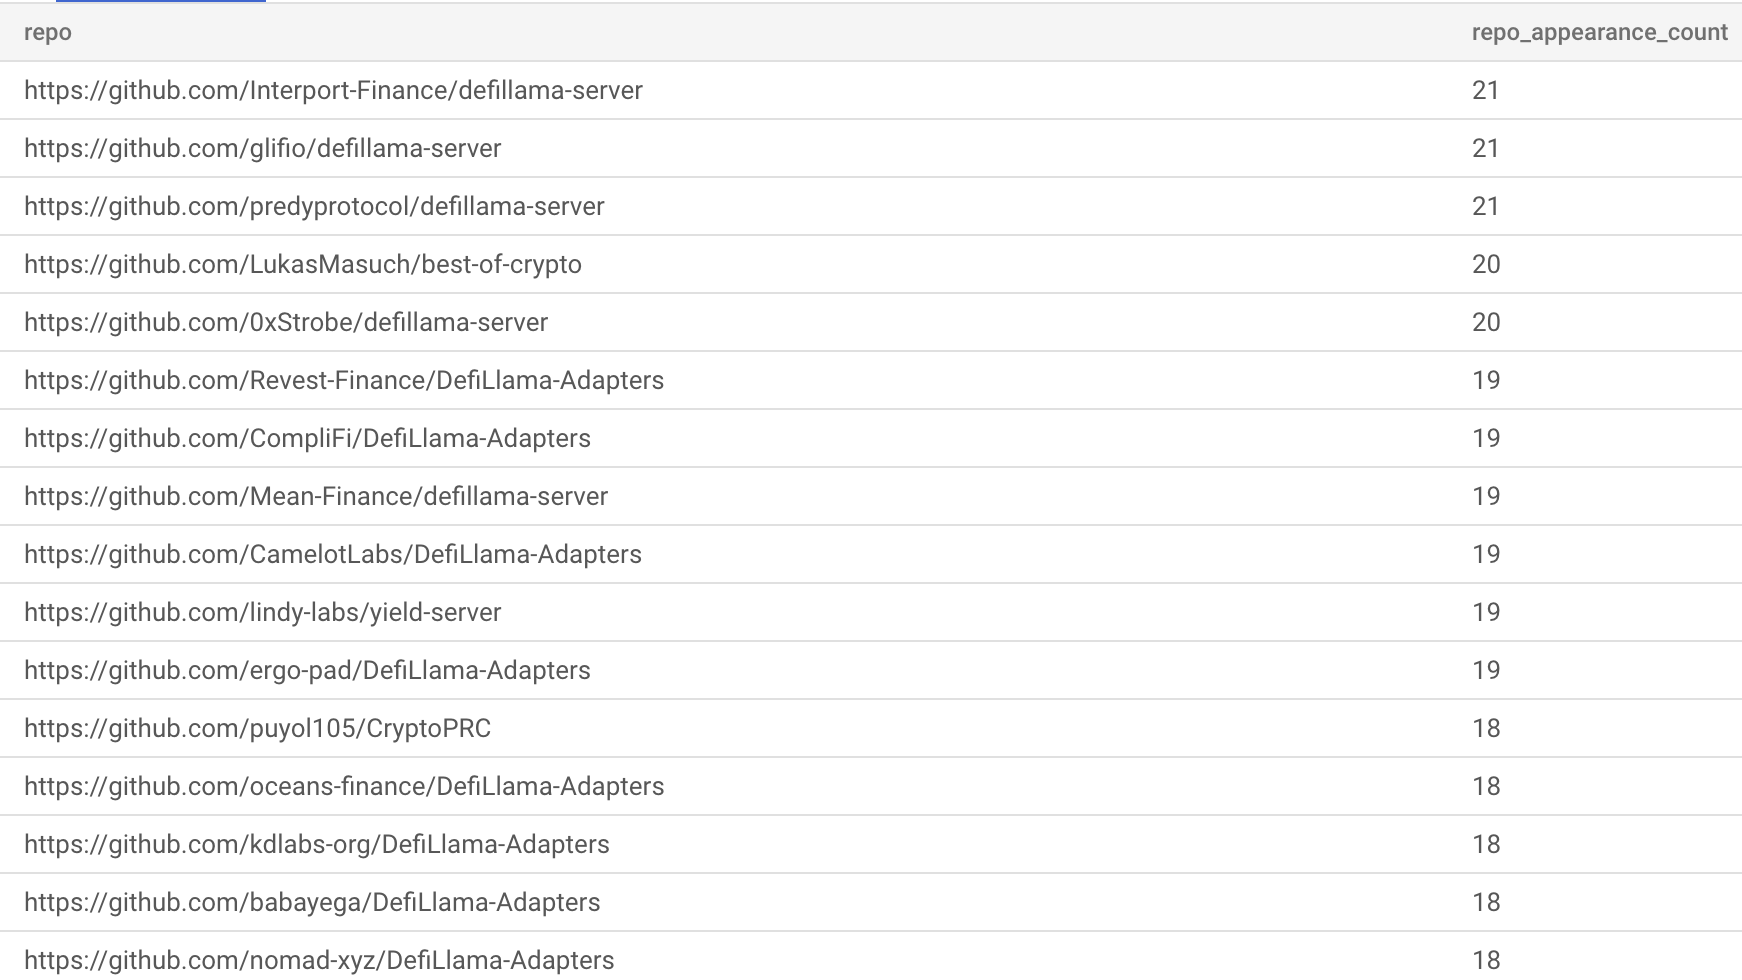 repo repo_appearance_count
https://github.com/Interport-Finance/defillama-server 21
https://github.com/glifio/defillama-server 21
https://github.com/predyprotocol/defillama-server 21
https://github.com/LukasMasuch/best-of-crypto 20
https://github.com/0xStrobe/defillama-server 20
https://github.com/Revest-Finance/DefiLlama-Adapters 19
https://github.com/CompliFi/DefiLlama-Adapters 19
https://github.com/Mean-Finance/defillama-server 19
https://github.com/CamelotLabs/DefiLlama-Adapters 19
https://github.com/lindy-labs/yield-server 19
https://github.com/ergo-pad/DefiLlama-Adapters 19
https://github.com/puyol105/CryptoPRC 18
https://github.com/oceans-finance/DefiLlama-Adapters 18
https://github.com/kdlabs-org/DefiLlama-Adapters 18
https://github.com/babayega/DefiLlama-Adapters 18
https://github.com/nomad-xyz/DefiLlama-Adapters 18